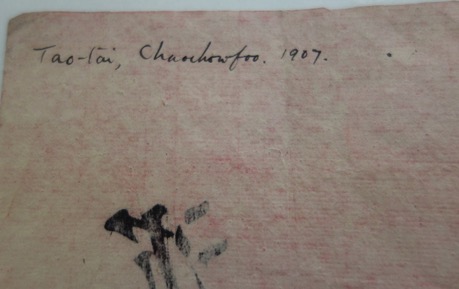 Tao-Tai, Chaochowfoo. 1907.